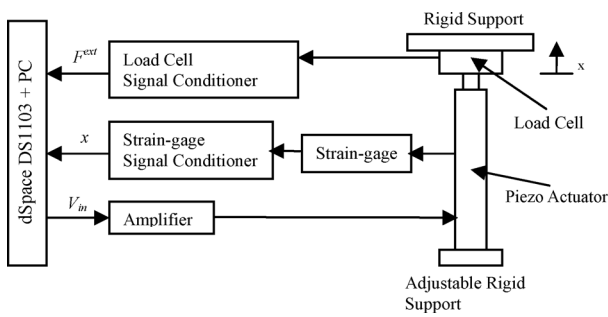 Rigid Support
F^ext
Load Cell
Signal Conditioner
x
Load Cell
dSpace DS1103 + PC
x
Strain-gage
Signal Conditioner
Strain-gage
Piezo Actuator
V_in
Amplifier
Adjustable Rigid
Support